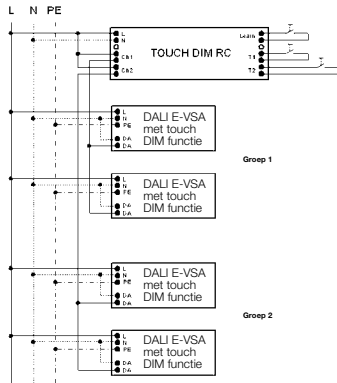 L N PE
L
N
Ch1
Ch2
TOUCH DIM RC
Learn
T1
T2
L
N
PE
DA
DA
DALI E-VSA
met touch
DIM functie
Groep 1
L
N
PE
DA
DA
DALI E-VSA
met touch
DIM functie
L
N
PE
DA
DA
DALI E-VSA
met touch
DIM functie
Groep 2
L
N
PE
DA
DA
DALI E-VSA
met touch
DIM functie